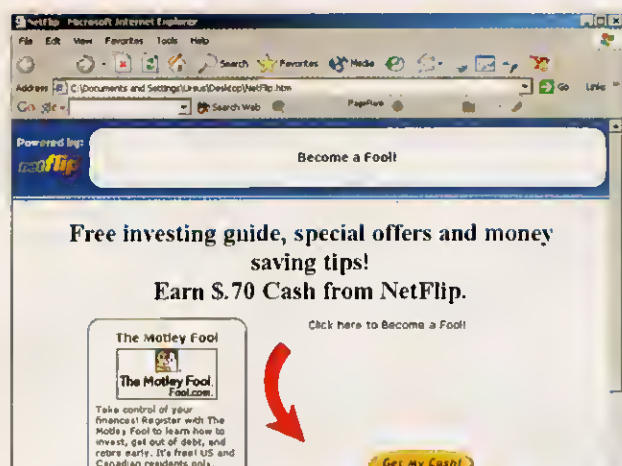 NetFlip - Microsoft Internet Explorer
File Edit View Favorites Tools Help
Search Favorites Media
Address C:\Documents and Settings\Ursus\Desktop\NetFlip.htm Go Links
Google Search Web PageRank
Powered by:
netflip
Become a Fool!
Free investing guide, special offers and money
saving tips!
Earn $.70 Cash from NetFlip.
Click here to Become a Fool!
The Motley Fool
The Motley Fool.
Fool.com.
Take control of your
finances! Register with The
Motley Fool to learn how to
invest, get out of debt, and
retire early. It's free! US and
Canadian residents only.
Get My Cash!